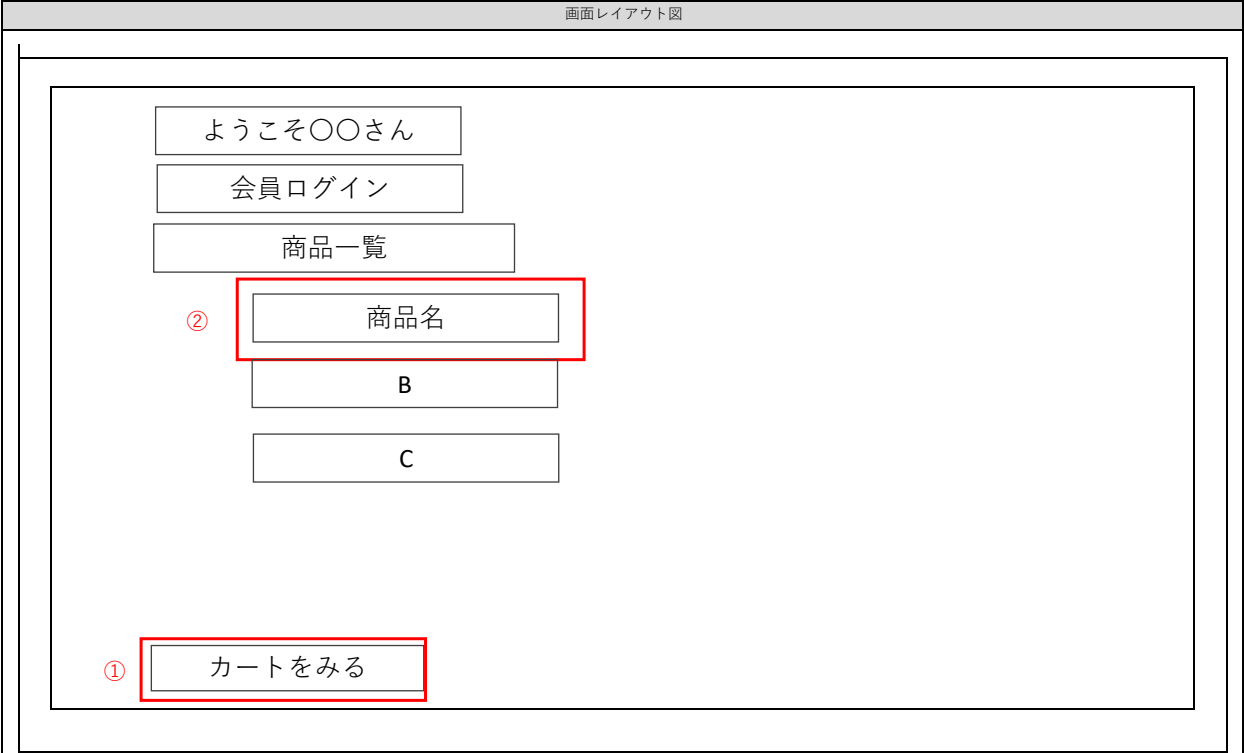 画面レイアウト図
ようこそ〇〇さん
会員ログイン
商品一覧
② 商品名
B
C
① カートをみる